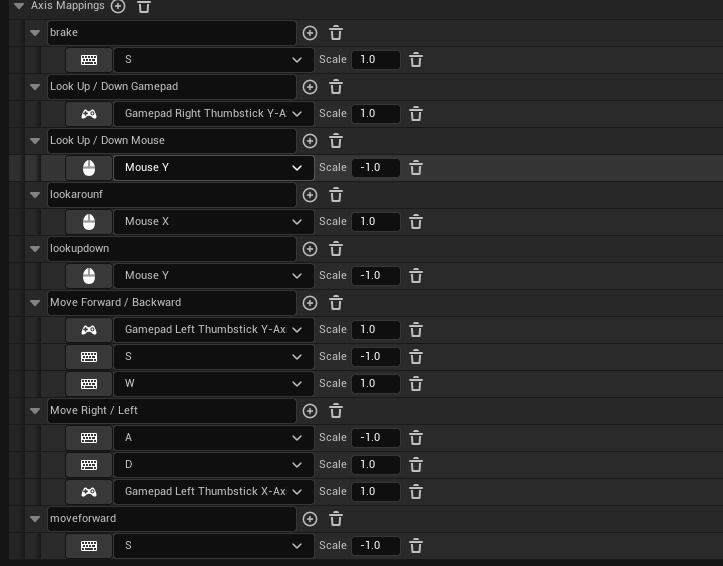 Axis Mappings
brake
S Scale 1.0
Look Up / Down Gamepad
Gamepad Right Thumbstick Y-A Scale 1.0
Look Up / Down Mouse
Mouse Y Scale -1.0
lookarounf
Mouse X Scale 1.0
lookupdown
Mouse Y Scale -1.0
Move Forward / Backward
Gamepad Left Thumbstick Y-Ax Scale 1.0
S Scale -1.0
W Scale 1.0
Move Right / Left
A Scale -1.0
D Scale 1.0
Gamepad Left Thumbstick X-Ax Scale 1.0
moveforward
S Scale -1.0